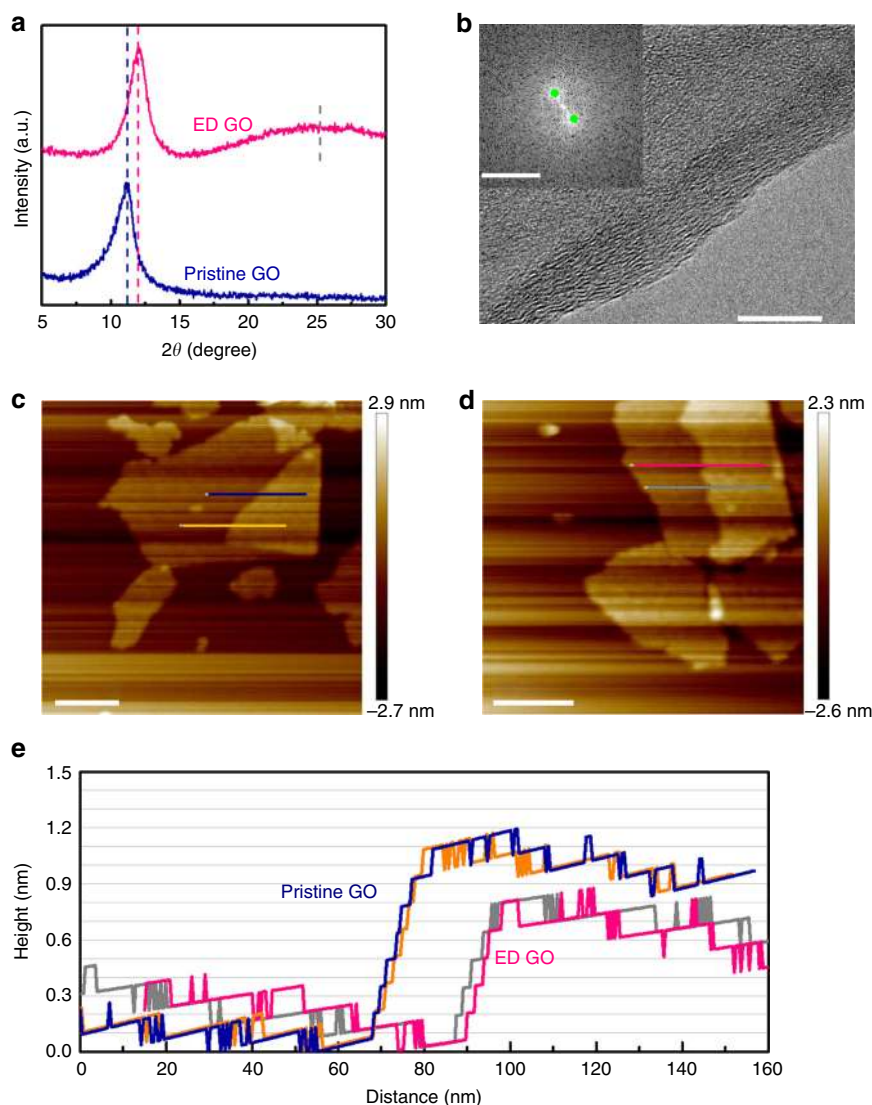 a
Intensity (a.u.)
ED GO
Pristine GO
5 10 15 20 25 30
2θ (degree)
b
c
2.9 nm
–2.7 nm
d
2.3 nm
–2.6 nm
e
Height (nm)
1.5
1.2
0.9
0.6
0.3
0.0
Pristine GO
ED GO
0 20 40 60 80 100 120 140 160
Distance (nm)